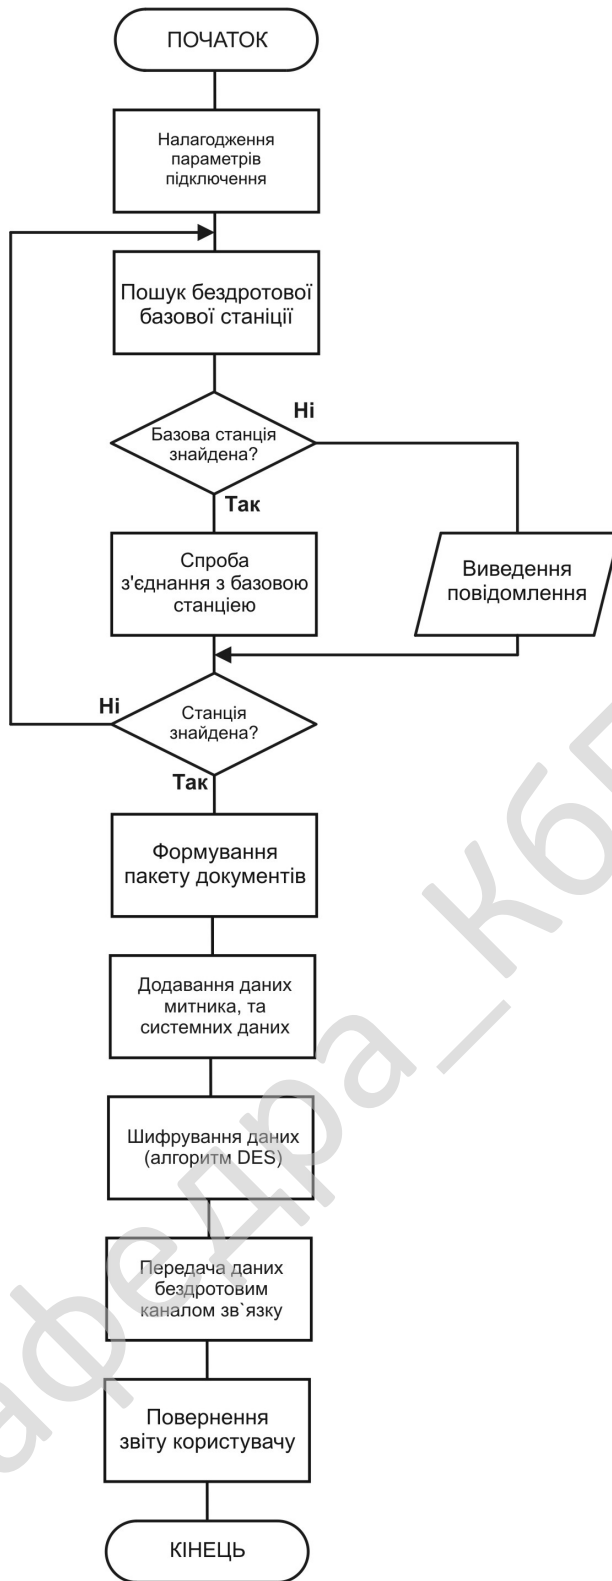 ПОЧАТОК
Налагодження
параметрів
підключення
Пошук бездротової
базової станіції
Ні
Базова станція
знайдена?
Так
Спроба
з'єднання з базовою
станціею
Виведення
повідомлення
Ні
Станція
знайдена?
Так
Формування
пакету документів
Додавання даних
митника, та
системних даних
Шифрування даних
(алгоритм DES)
Передача даних
бездротовим
каналом зв`язку
Повернення
звіту користувачу
КІНЕЦЬ